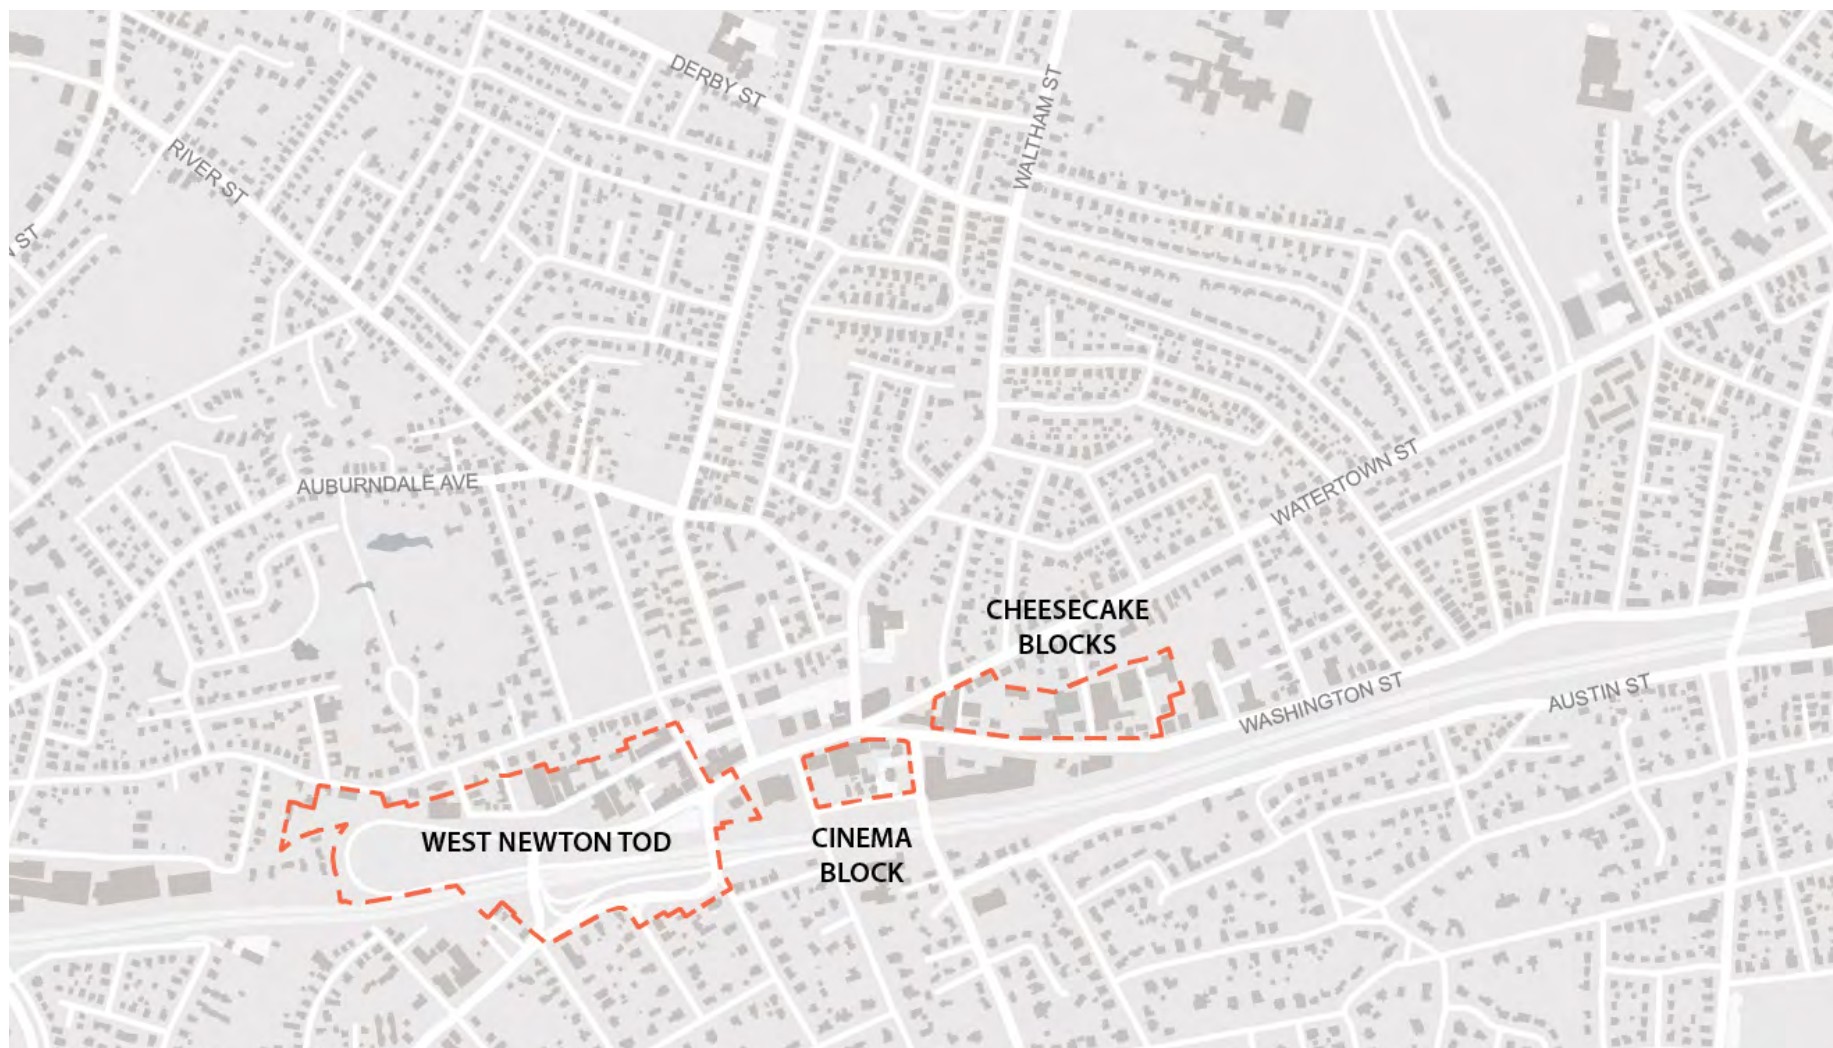 DERBY ST
WALTHAM ST
RIVER ST
ST
AUBURNDALE AVE
WATERTOWN ST
CHEESECAKE
BLOCKS
WASHINGTON ST
AUSTIN ST
WEST NEWTON TOD
CINEMA
BLOCK